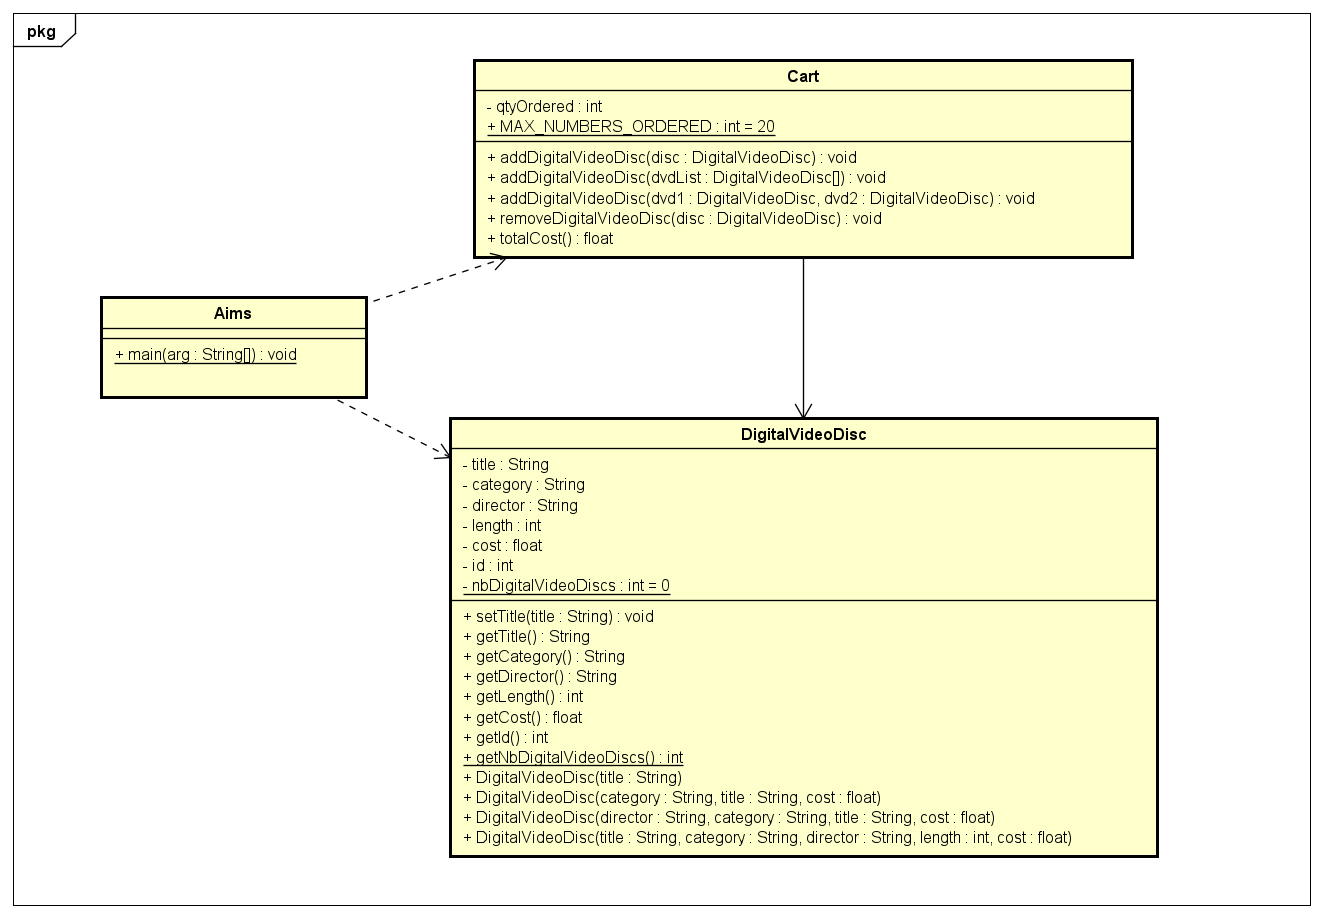 pkg
Cart
- qtyOrdered : int
+ MAX_NUMBERS_ORDERED : int = 20
+ addDigitalVideoDisc(disc : DigitalVideoDisc) : void
+ addDigitalVideoDisc(dvdList : DigitalVideoDisc[]) : void
+ addDigitalVideoDisc(dvd1 : DigitalVideoDisc, dvd2 : DigitalVideoDisc) : void
+ removeDigitalVideoDisc(disc : DigitalVideoDisc) : void
+ totalCost() : float
Aims
+ main(arg : String[]) : void
DigitalVideoDisc
- title : String
- category : String
- director : String
- length : int
- cost : float
- id : int
- nbDigitalVideoDiscs : int = 0
+ setTitle(title : String) : void
+ getTitle() : String
+ getCategory() : String
+ getDirector() : String
+ getLength() : int
+ getCost() : float
+ getId() : int
+ getNbDigitalVideoDiscs() : int
+ DigitalVideoDisc(title : String)
+ DigitalVideoDisc(category : String, title : String, cost : float)
+ DigitalVideoDisc(director : String, category : String, title : String, cost : float)
+ DigitalVideoDisc(title : String, category : String, director : String, length : int, cost : float)